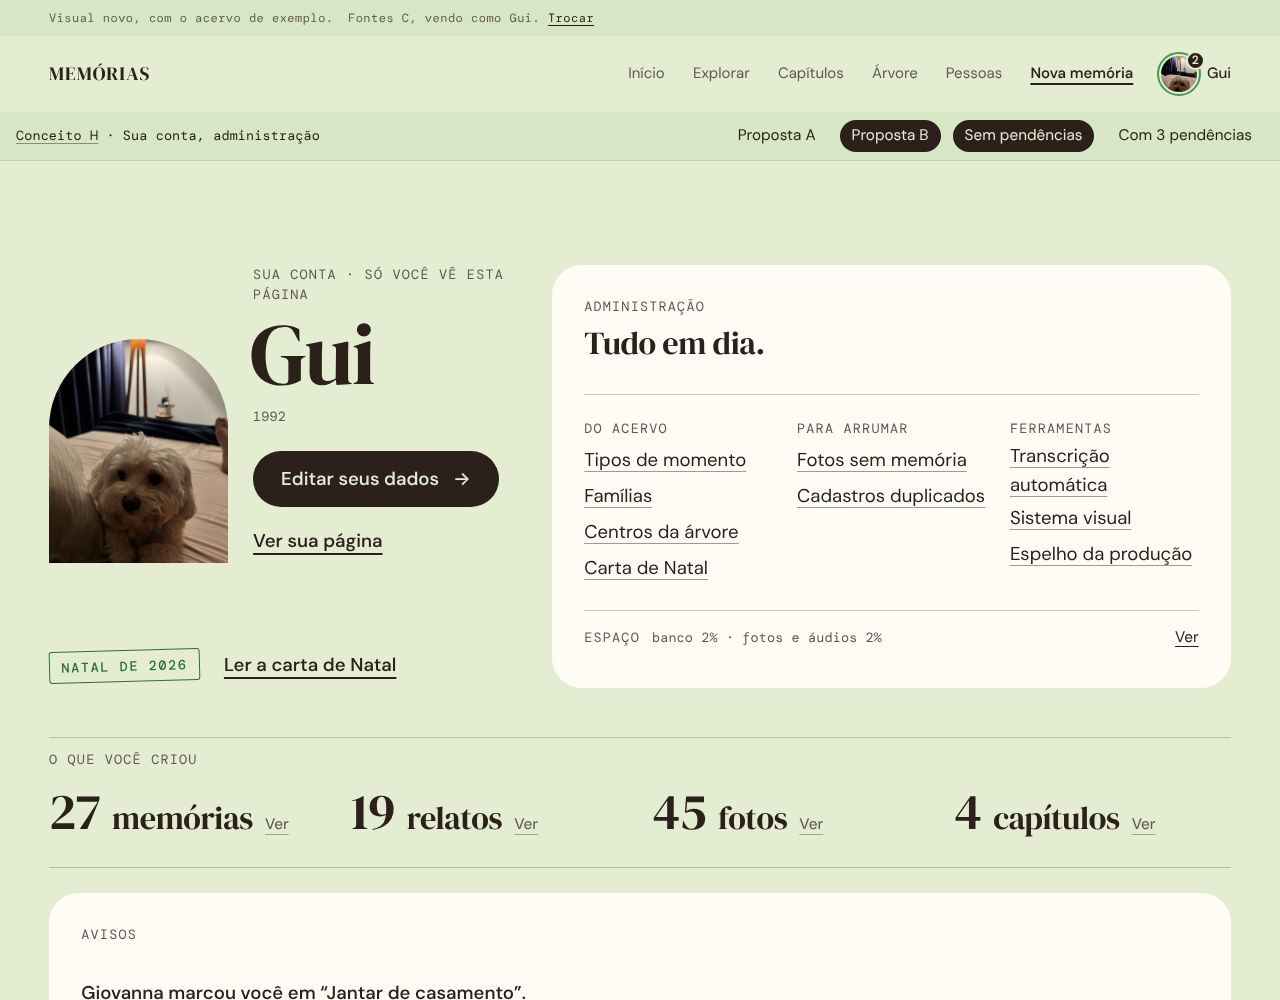 Visual novo, com o acervo de exemplo. Fontes C, vendo como Gui. Trocar
MEMÓRIAS
Início Explorar Capítulos Árvore Pessoas Nova memória 2 Gui
Conceito H · Sua conta, administração
Proposta A Proposta B Sem pendências Com 3 pendências
SUA CONTA · SÓ VOCÊ VÊ ESTA
PÁGINA
Gui
1992
Editar seus dados →
Ver sua página
NATAL DE 2026 Ler a carta de Natal
ADMINISTRAÇÃO
Tudo em dia.
DO ACERVO
Tipos de momento
Famílias
Centros da árvore
Carta de Natal
PARA ARRUMAR
Fotos sem memória
Cadastros duplicados
FERRAMENTAS
Transcrição
automática
Sistema visual
Espelho da produção
ESPAÇO banco 2% · fotos e áudios 2% Ver
O QUE VOCÊ CRIOU
27 memórias Ver 19 relatos Ver 45 fotos Ver 4 capítulos Ver
AVISOS
Giovanna marcou você em “Jantar de casamento”.